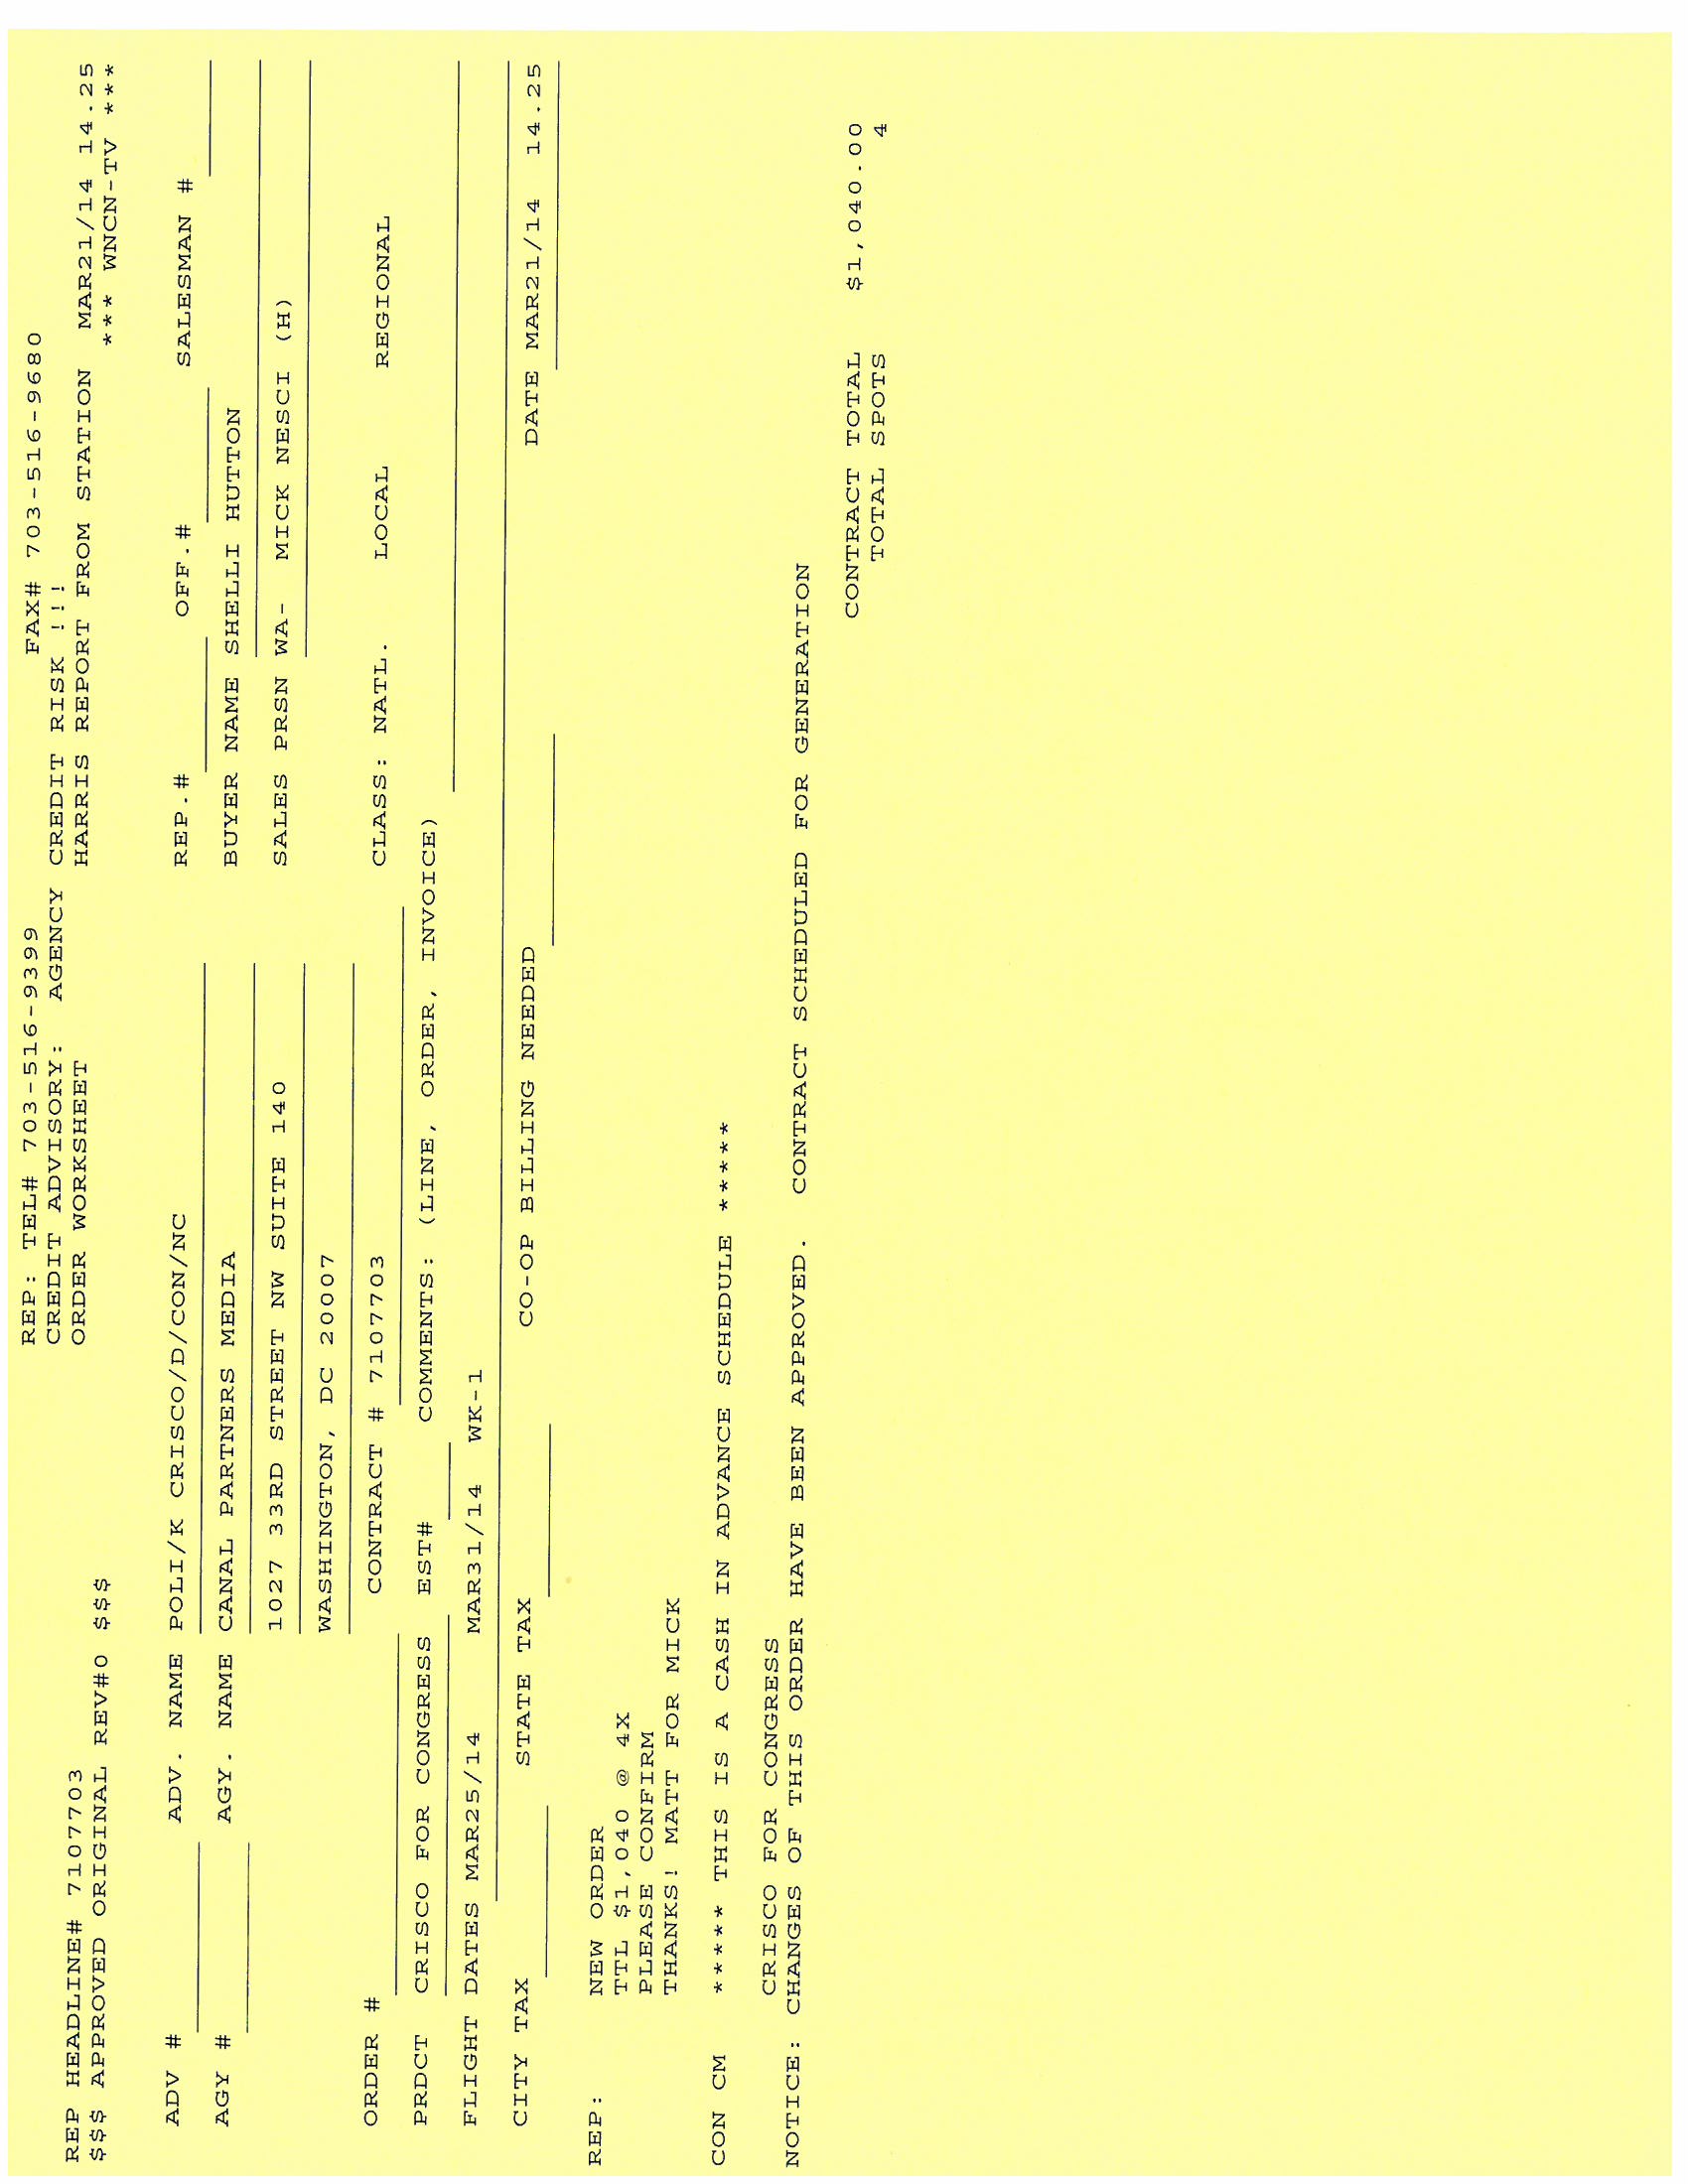 REP: TEL# 703-516-9399 FAX# 703-516-9680
CREDIT ADVISORY: AGENCY CREDIT RISK !!!
REP HEADLINE# 7107703 ORDER WORKSHEET HARRIS REPORT FROM STATION MAR21/14 14.25
$$$ APPROVED ORIGINAL REV#0 $$$ *** WNCN-TV ***
ADV # ADV. NAME POLI/K CRISCO/D/CON/NC REP.# OFF.# SALESMAN #
AGY # AGY. NAME CANAL PARTNERS MEDIA BUYER NAME SHELLI HUTTON
1027 33RD STREET NW SUITE 140 SALES PRSN WA- MICK NESCI (H)
WASHINGTON, DC 20007
ORDER # CONTRACT # 7107703 CLASS: NATL. LOCAL REGIONAL
PRDCT CRISCO FOR CONGRESS EST# COMMENTS: (LINE, ORDER, INVOICE)
FLIGHT DATES MAR25/14 MAR31/14 WK-1
CITY TAX STATE TAX CO-OP BILLING NEEDED DATE MAR21/14 14.25
REP: NEW ORDER
TTL $1,040 @ 4X
PLEASE CONFIRM
THANKS! MATT FOR MICK
CON CM ***** THIS IS A CASH IN ADVANCE SCHEDULE *****
CRISCO FOR CONGRESS
NOTICE: CHANGES OF THIS ORDER HAVE BEEN APPROVED. CONTRACT SCHEDULED FOR GENERATION
CONTRACT TOTAL $1,040.00
TOTAL SPOTS 4